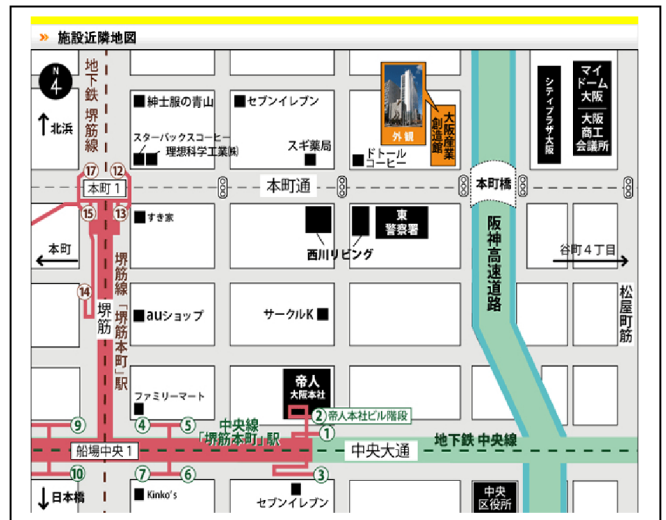 施設近隣地図
N
4
北浜
地下鉄 堺筋線
紳士服の青山
セブンイレブン
スターバックスコーヒー
理想科学工業㈱
スギ薬局
外観
大阪産業
創造館
ドトール
コーヒー
シティプラザ大阪
マイ
ドーム
大阪
大阪
商工
会議所
⑰
⑫
本町1
本町通
本町橋
⑮
⑬
すき家
西川リビング
東
警察署
本町
阪神高速道路
谷町4丁目
⑭
堺筋
堺筋線「堺筋本町」駅
auショップ
サークルK
松屋町筋
ファミリーマート
帝人
大阪本社
②帝人本社ビル階段
①
⑨
④
⑤
中央線
「堺筋本町」駅
船場中央1
中央大通
地下鉄 中央線
⑩
⑦
⑥
③
日本橋
Kinko's
セブンイレブン
中央
区役所